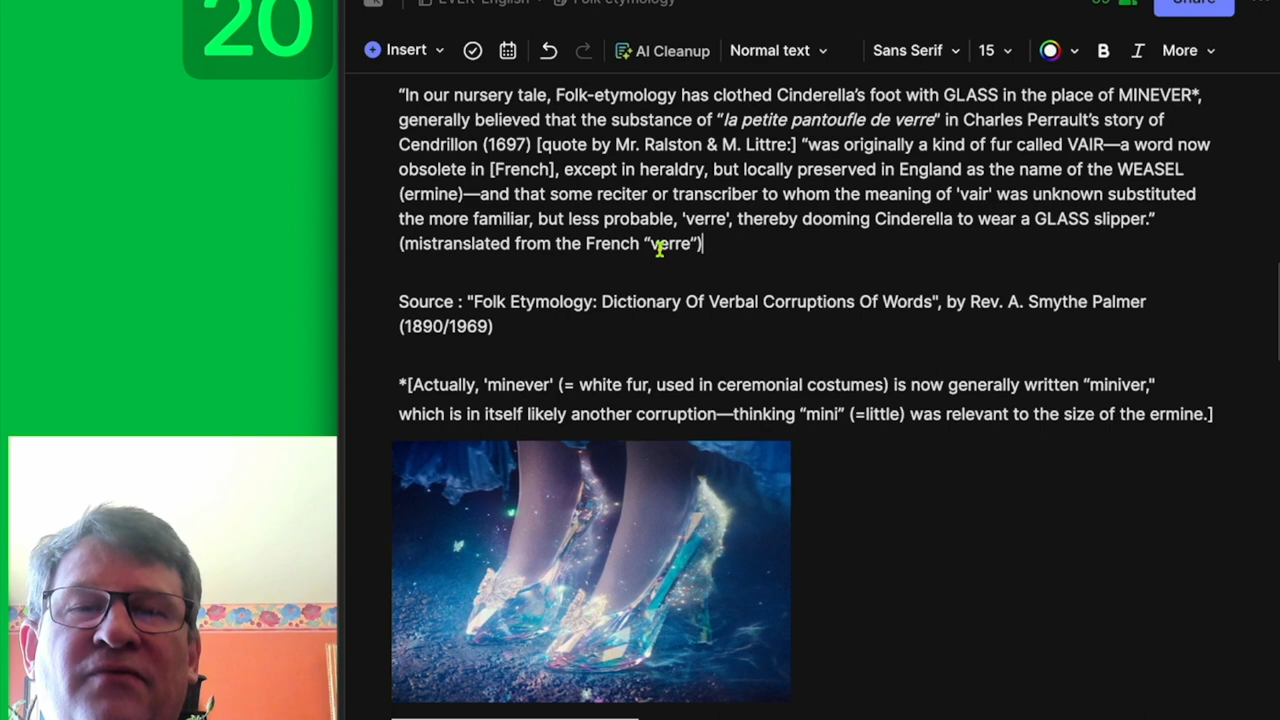 20
EVER-English
Folk etymology
Share
Insert
AI Cleanup
Normal text
Sans Serif
15
B
I
More
“In our nursery tale, Folk-etymology has clothed Cinderella’s foot with GLASS in the place of MINEVER*,
generally believed that the substance of “la petite pantoufle de verre” in Charles Perrault’s story of
Cendrillon (1697) [quote by Mr. Ralston & M. Littre:] “was originally a kind of fur called VAIR—a word now
obsolete in [French], except in heraldry, but locally preserved in England as the name of the WEASEL
(ermine)—and that some reciter or transcriber to whom the meaning of 'vair' was unknown substituted
the more familiar, but less probable, 'verre', thereby dooming Cinderella to wear a GLASS slipper.”
(mistranslated from the French “verre”)
Source : "Folk Etymology: Dictionary Of Verbal Corruptions Of Words", by Rev. A. Smythe Palmer
(1890/1969)
*[Actually, 'minever' (= white fur, used in ceremonial costumes) is now generally written “miniver,"
which is in itself likely another corruption—thinking “mini” (=little) was relevant to the size of the ermine.]